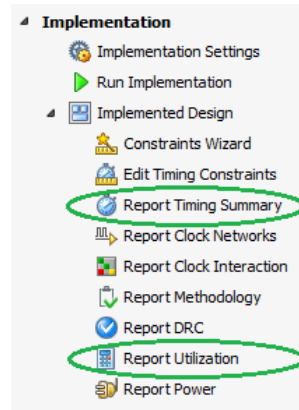 Implementation
Implementation Settings
Run Implementation
Implemented Design
Constraints Wizard
Edit Timing Constraints
Report Timing Summary
Report Clock Networks
Report Clock Interaction
Report Methodology
Report DRC
Report Utilization
Report Power